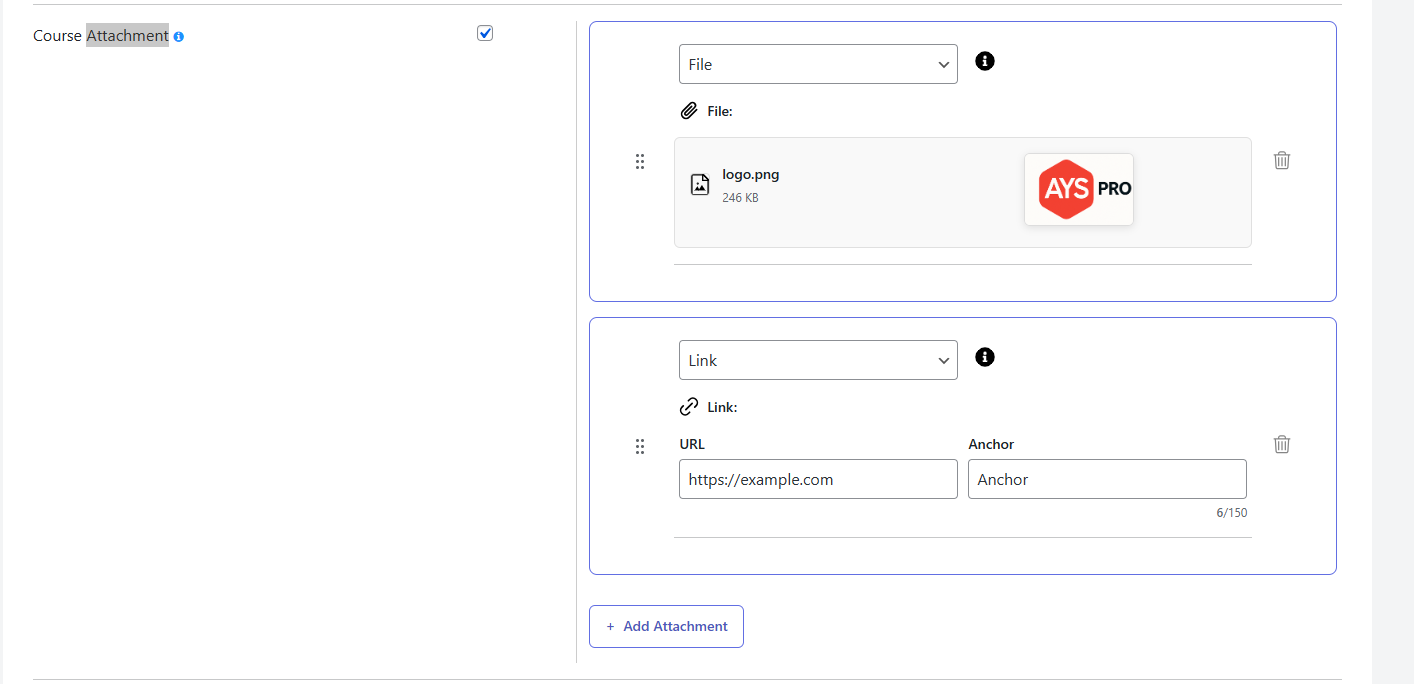 Course Attachment
File
File:
logo.png
246 KB
AYS PRO
Link
Link:
URL
Anchor
https://example.com
Anchor
6/150
+ Add Attachment